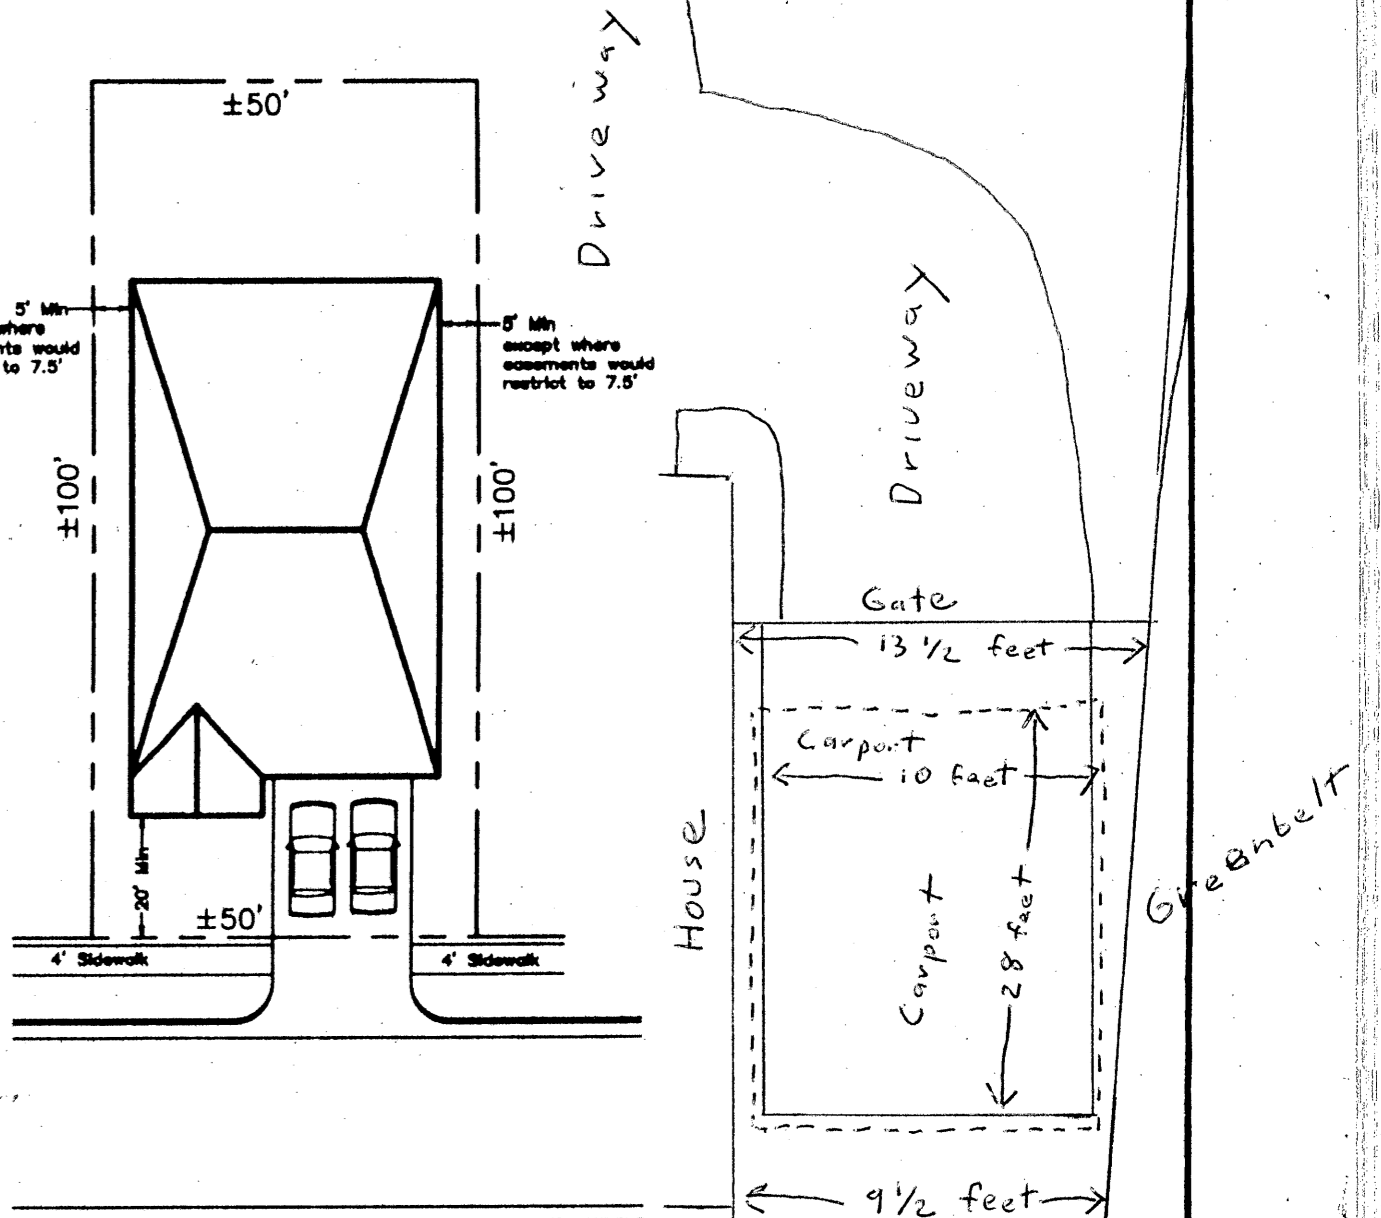 ±50'
Driveway
5' Min
where
nts would
to 7.5'
5' Min
except where
easements would
restrict to 7.5'
±100'
±100'
Driveway
Gate
13 1/2 feet
Carport
10 feet
House
Carport
28 feet
Greenbelt
20' Min
±50'
4' Sidewalk
4' Sidewalk
9 1/2 feet